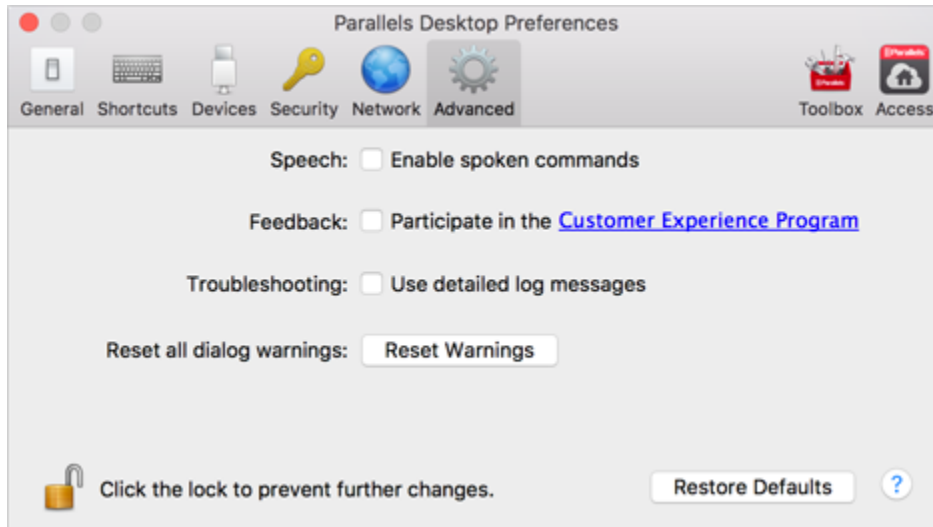 Parallels Desktop Preferences
General Shortcuts Devices Security Network Advanced Toolbox Access
Speech: Enable spoken commands
Feedback: Participate in the Customer Experience Program
Troubleshooting: Use detailed log messages
Reset all dialog warnings: Reset Warnings
Click the lock to prevent further changes. Restore Defaults ?